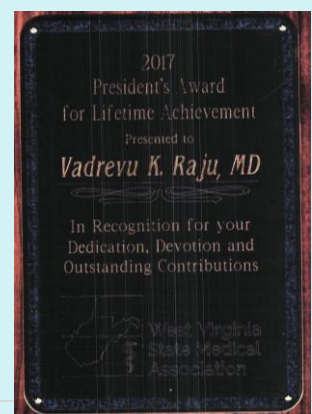 2017
President's Award
for Lifetime Achievement
Presented to
Vadrevu K. Raju, MD
In Recognition for your
Dedication, Devotion and
Outstanding Contributions
West Virginia
State Medical
Association